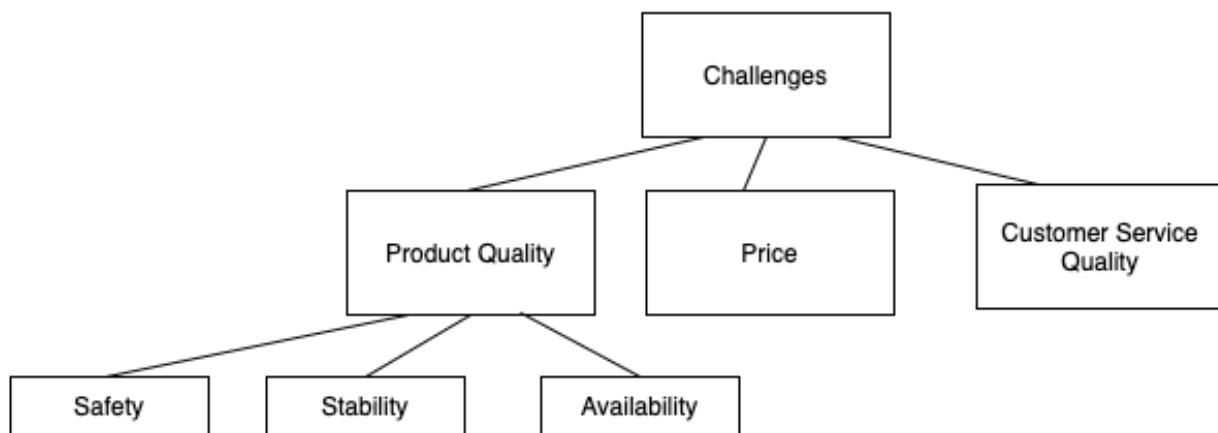 Challenges
Product Quality
Price
Customer Service
Quality
Safety
Stability
Availability